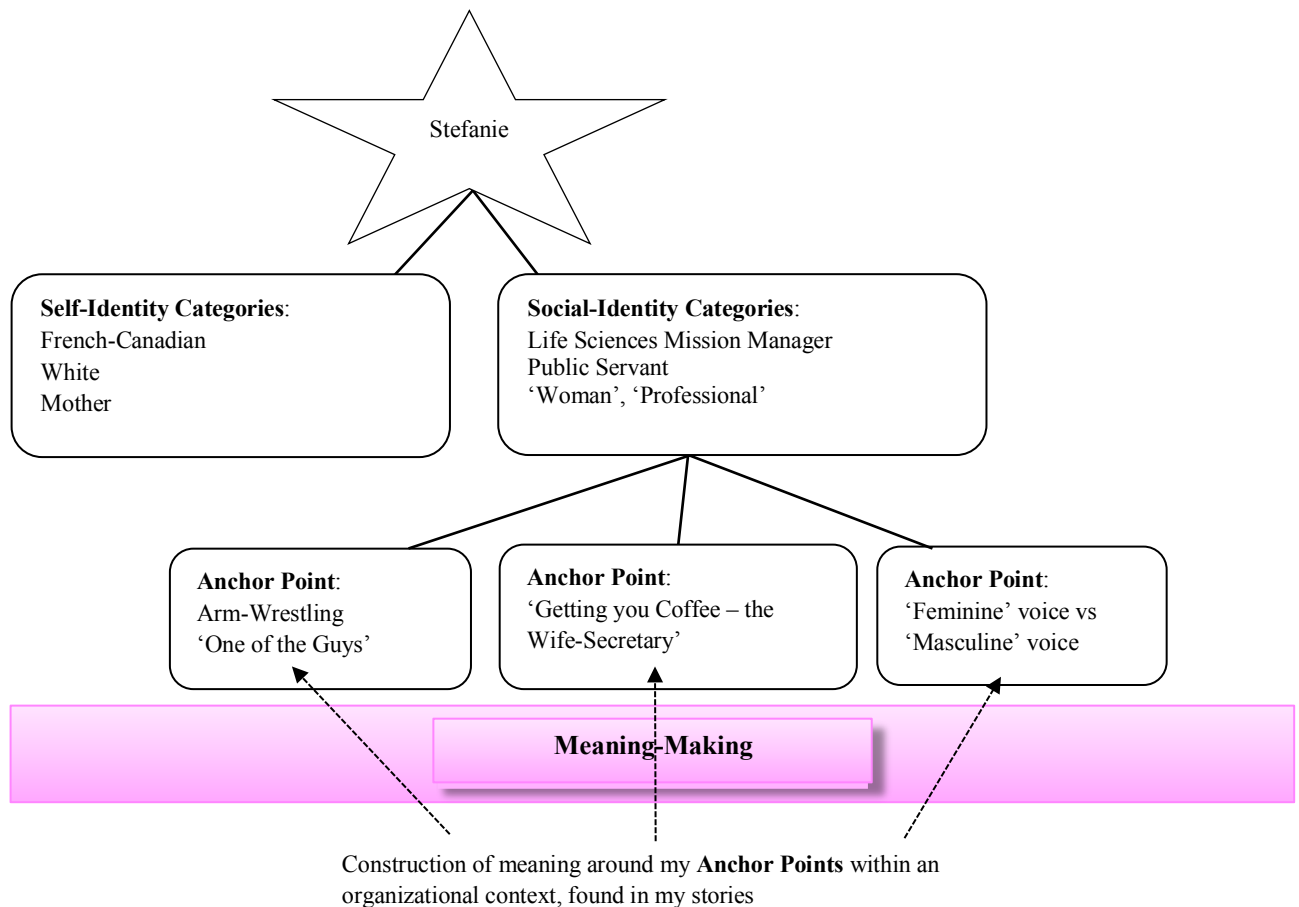 Stefanie
Self-Identity Categories:
French-Canadian
White
Mother
Social-Identity Categories:
Life Sciences Mission Manager
Public Servant
‘Woman’, ‘Professional’
Anchor Point:
Arm-Wrestling
‘One of the Guys’
Anchor Point:
‘Getting you Coffee – the
Wife-Secretary’
Anchor Point:
‘Feminine’ voice vs
‘Masculine’ voice
Meaning-Making
Construction of meaning around my Anchor Points within an
organizational context, found in my stories